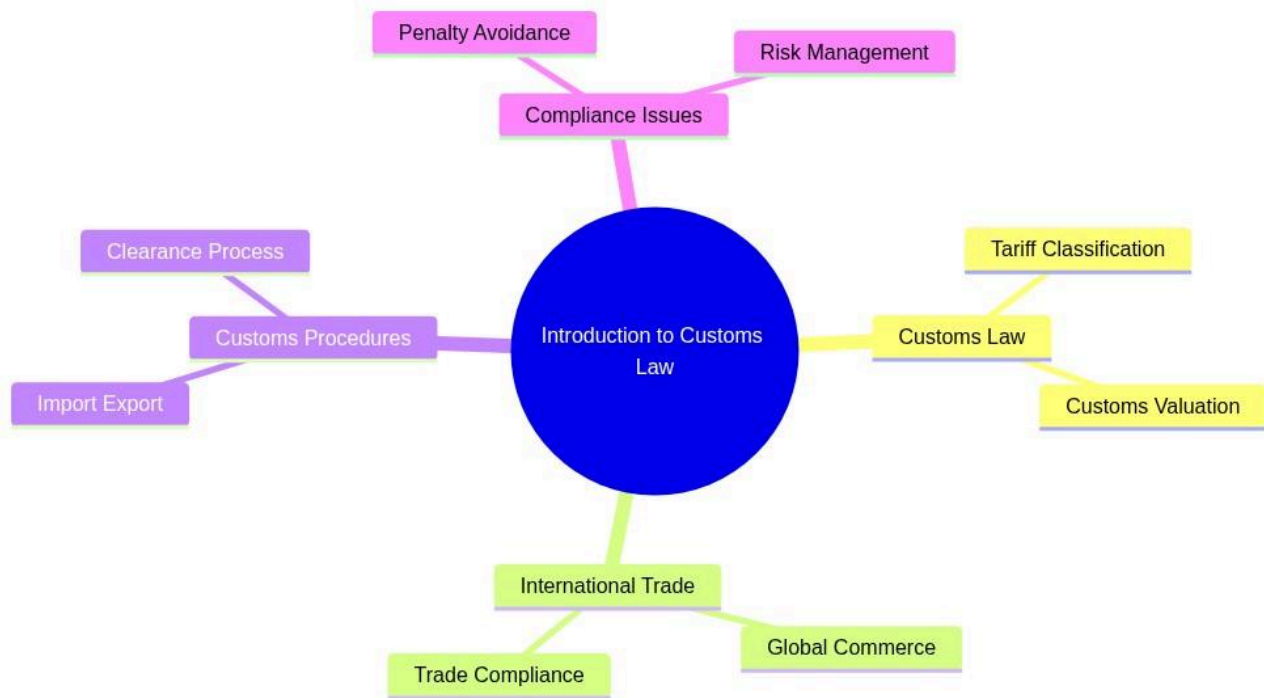 Penalty Avoidance
Risk Management
Compliance Issues
Clearance Process
Tariff Classification
Customs Procedures
Introduction to Customs
Law
Customs Law
Import Export
Customs Valuation
International Trade
Global Commerce
Trade Compliance